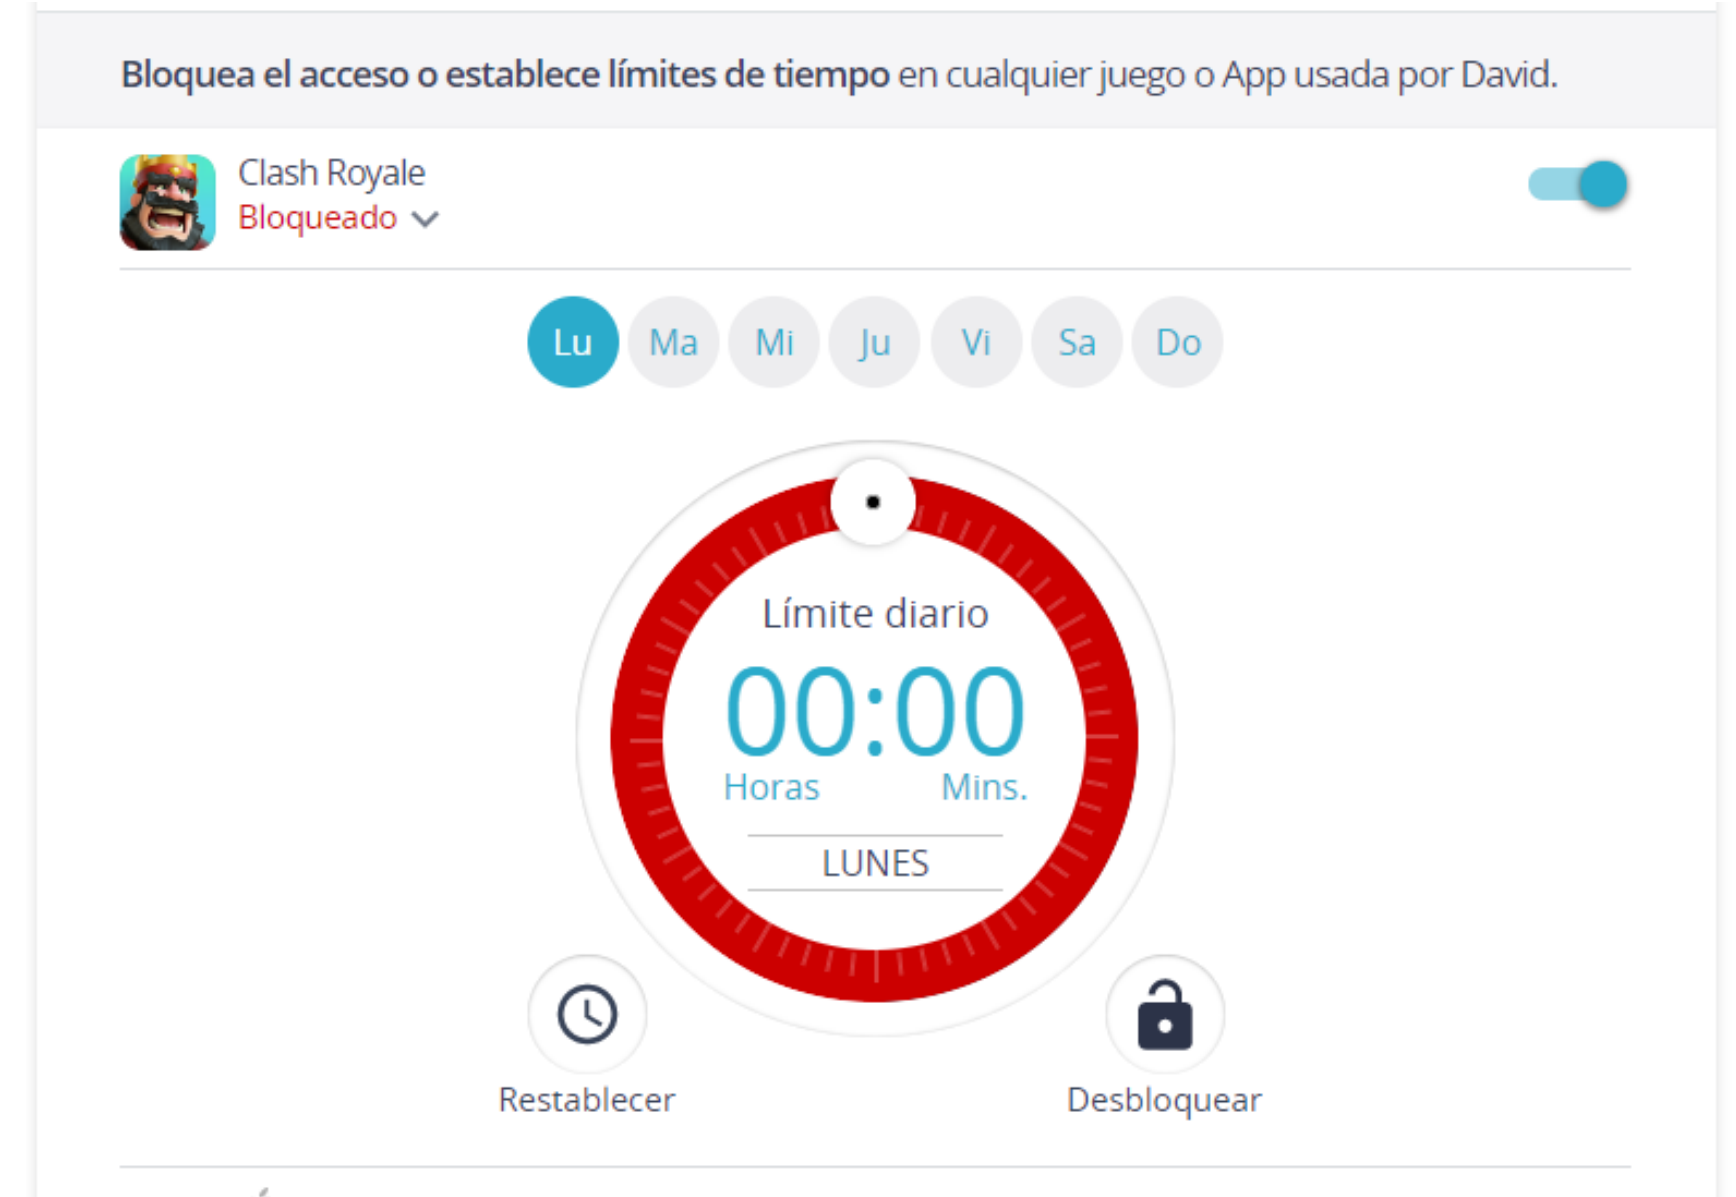 Bloquea el acceso o establece límites de tiempo en cualquier juego o App usada por David.
Clash Royale
Bloqueado
Lu Ma Mi Ju Vi Sa Do
Límite diario
00:00
Horas Mins.
LUNES
Restablecer Desbloquear